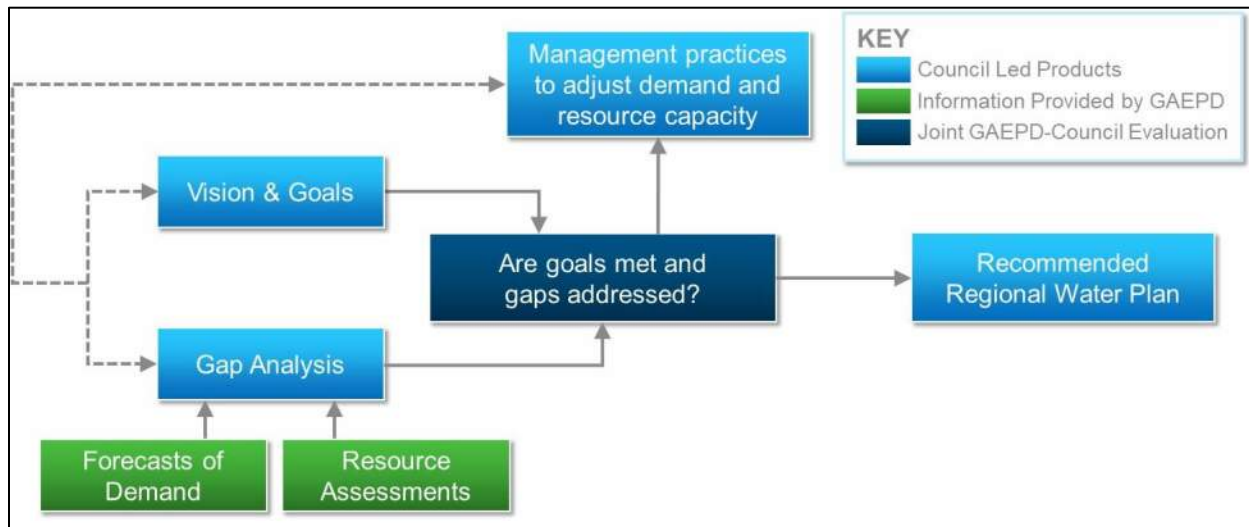 Management practices
to adjust demand and
resource capacity
KEY
Council Led Products
Information Provided by GAEPD
Joint GAEPD-Council Evaluation
Vision & Goals
Are goals met and
gaps addressed?
Recommended
Regional Water Plan
Gap Analysis
Forecasts of
Demand
Resource
Assessments